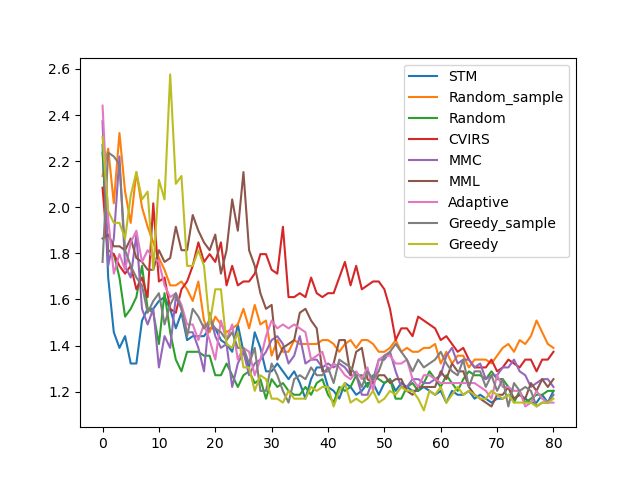 2.6
2.4
2.2
2.0
1.8
1.6
1.4
1.2
0 10 20 30 40 50 60 70 80
STM
Random_sample
Random
CVIRS
MMC
MML
Adaptive
Greedy_sample
Greedy